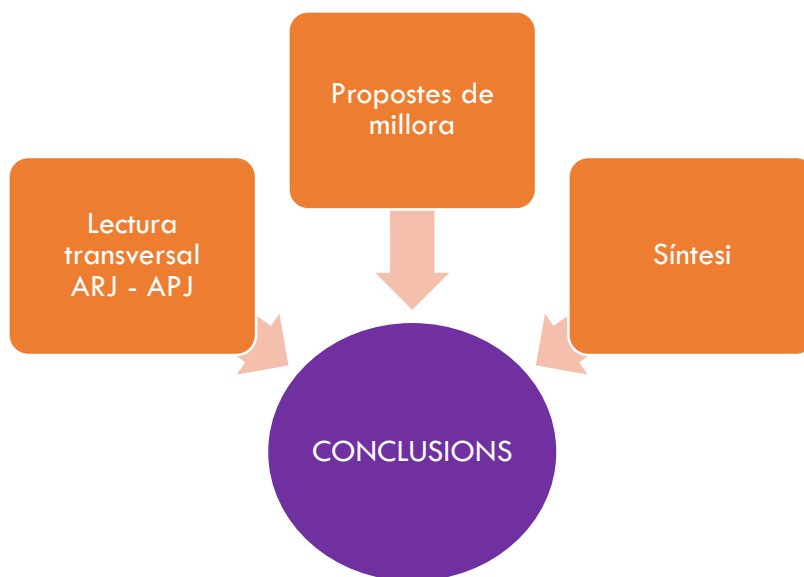 Propostes de
millora
Lectura
transversal
ARJ - APJ
Síntesi
CONCLUSIONS